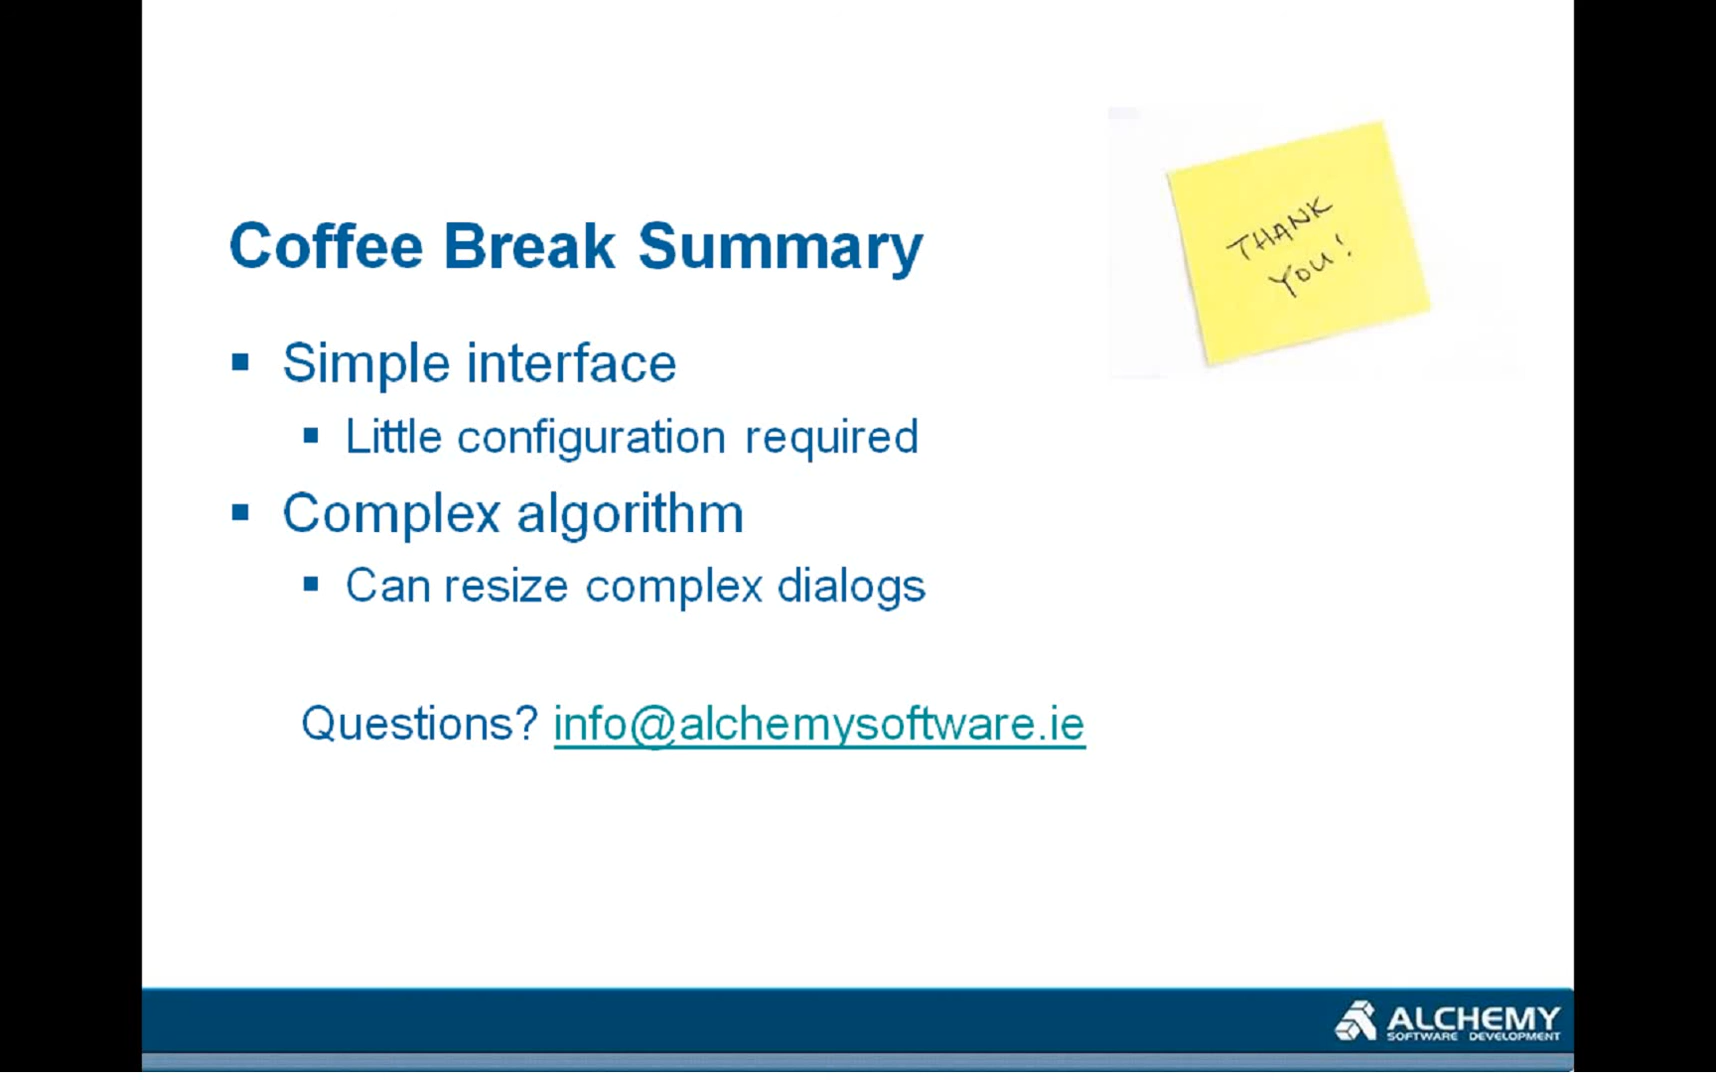 Coffee Break Summary
THANK
YOU!
Simple interface
Little configuration required
Complex algorithm
Can resize complex dialogs
Questions? info@alchemysoftware.ie
ALCHEMY
SOFTWARE DEVELOPMENT